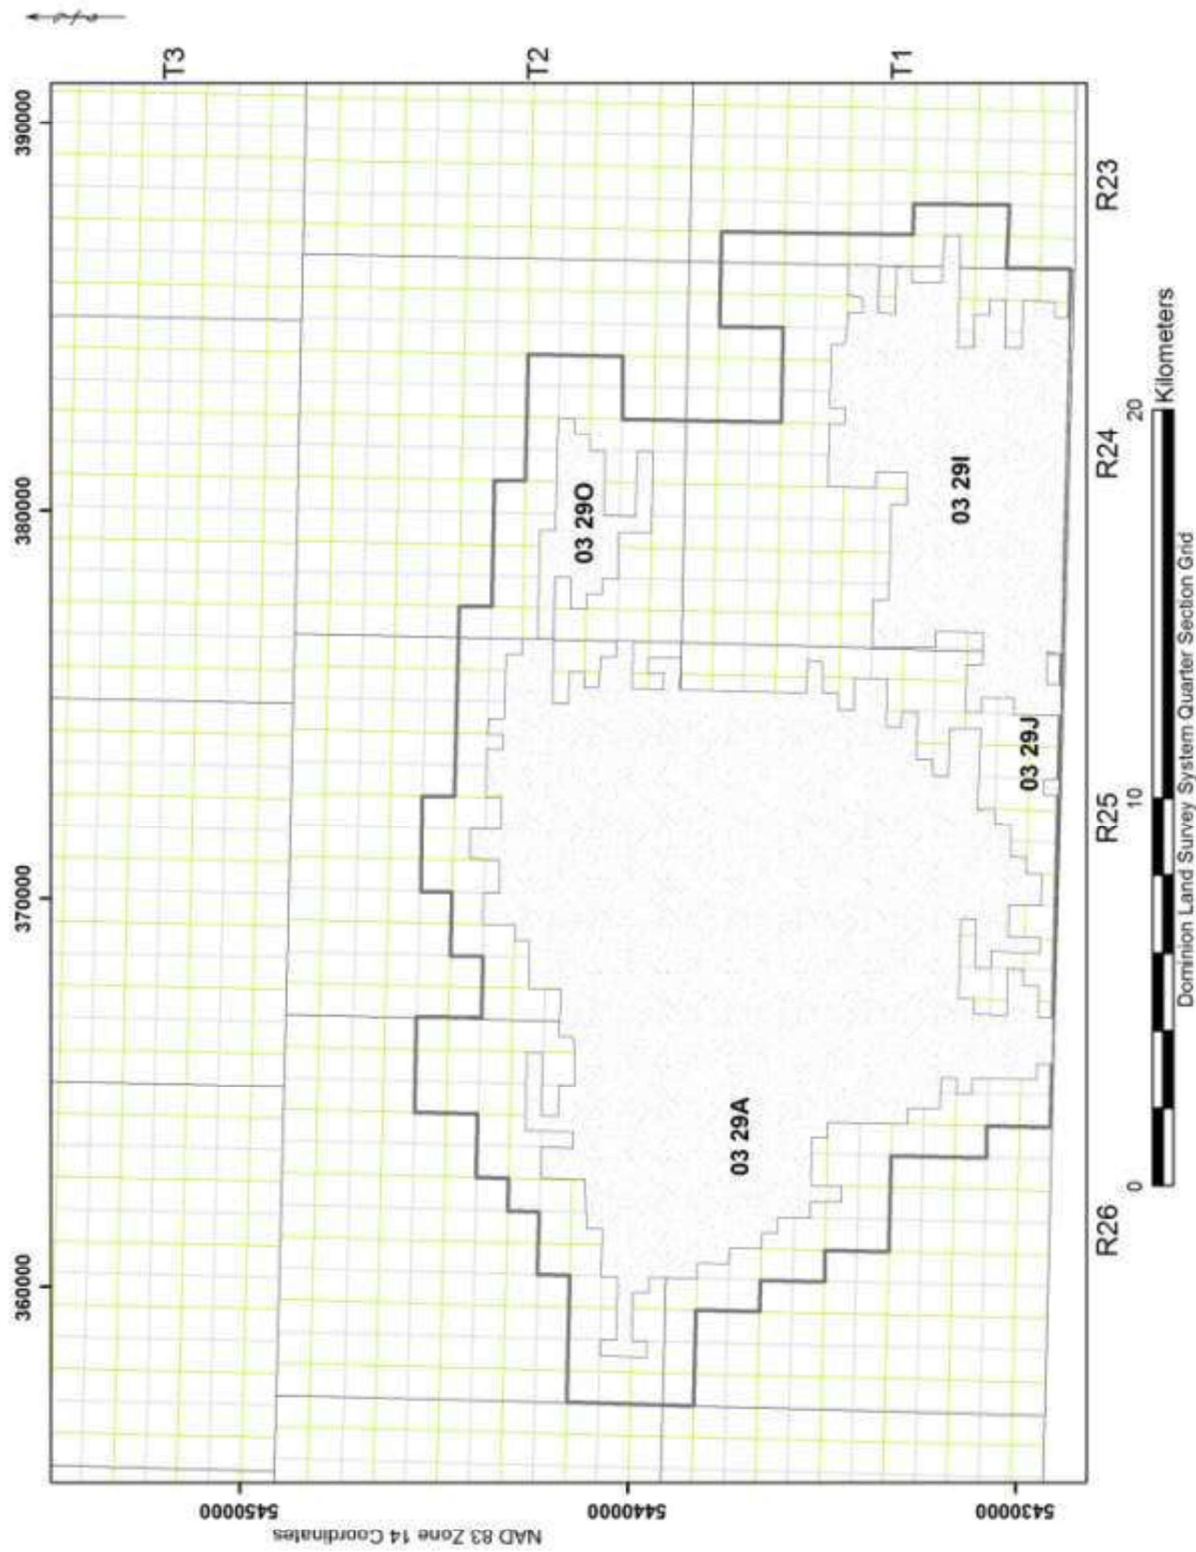 T3
T2
T1
390000
380000
370000
360000
R23
R24
R25
R26
03 29O
03 29I
03 29J
03 29A
5450000
5440000
5430000
NAD 83 Zone 14 Coordinates
0
10
20
Kilometers
Dominion Land Survey System Quarter Section Grid